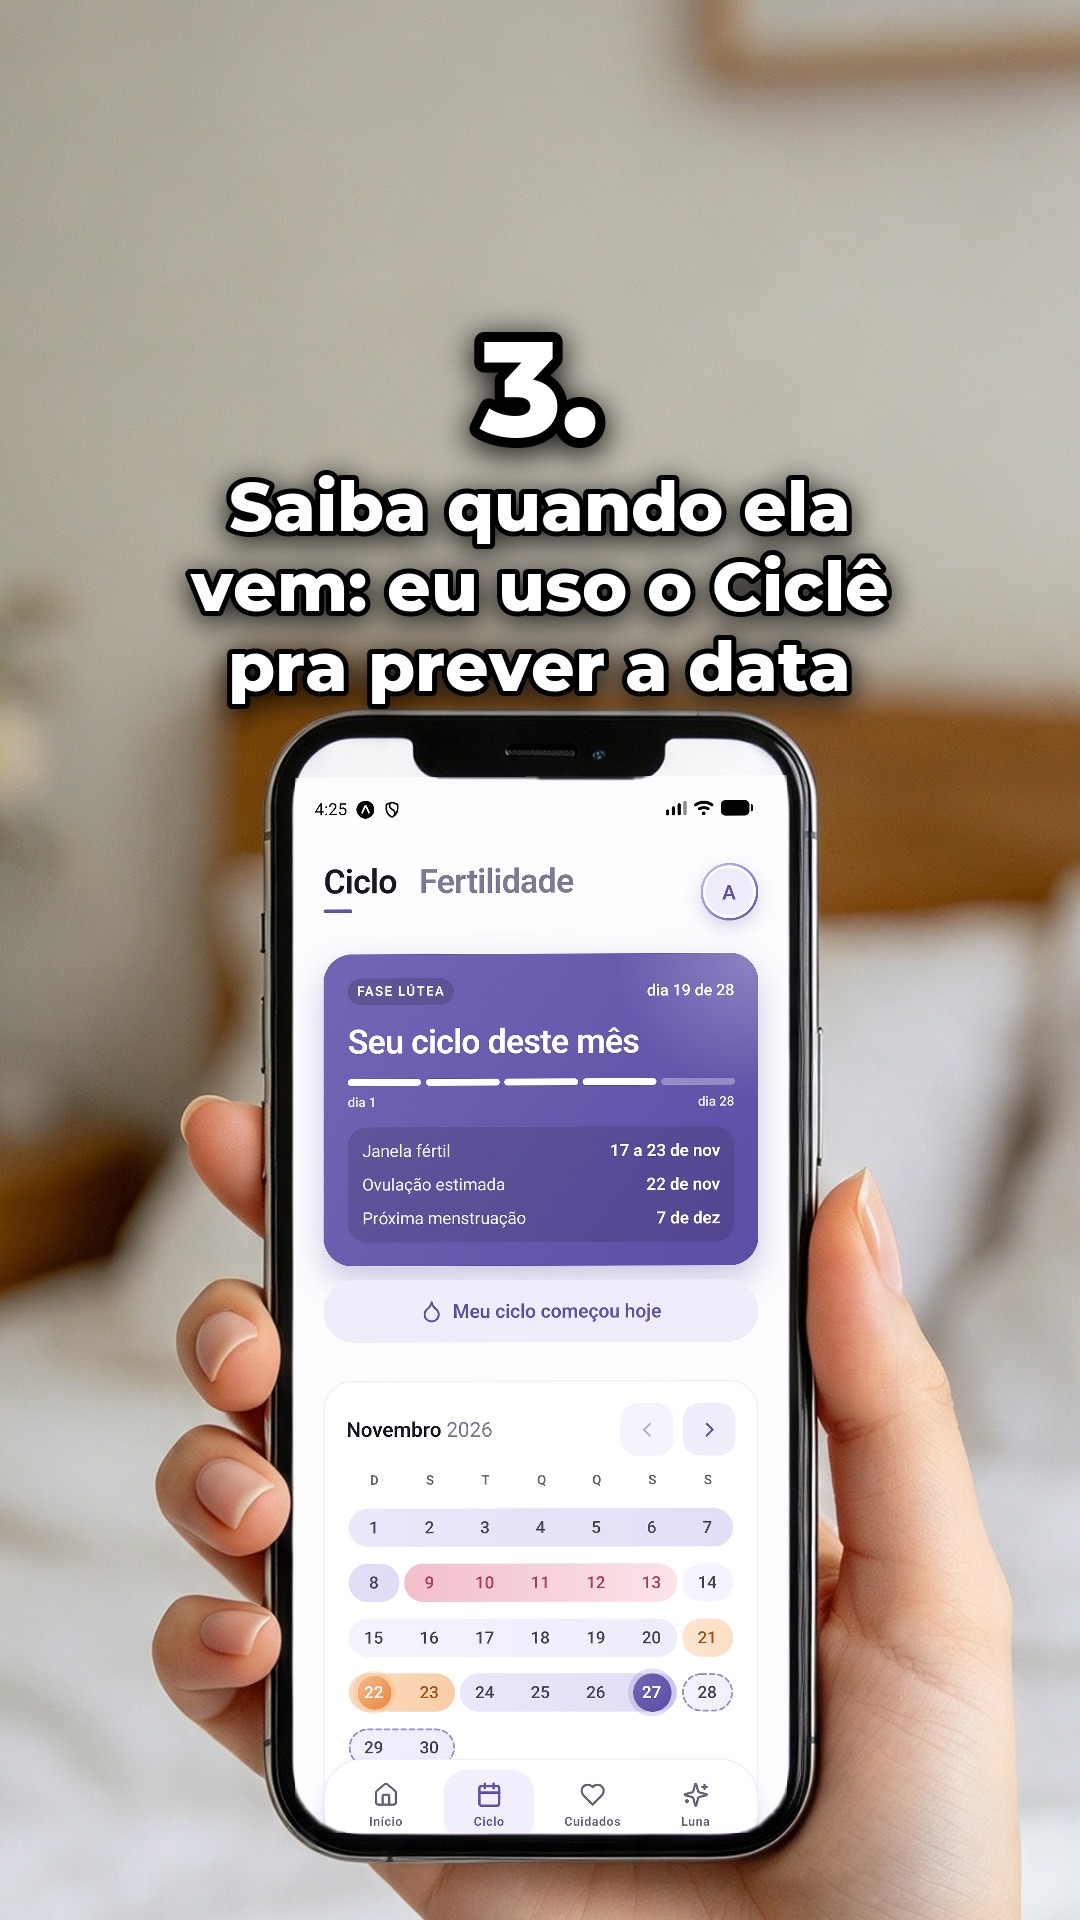 3.
Saiba quando ela
vem: eu uso o Ciclê
pra prever a data
4:25
Ciclo Fertilidade
A
FASE LÚTEA dia 19 de 28
Seu ciclo deste mês
dia 1 dia 28
Janela fértil 17 a 23 de nov
Ovulação estimada 22 de nov
Próxima menstruação 7 de dez
Meu ciclo começou hoje
Novembro 2026
D S T Q Q S S
1 2 3 4 5 6 7
8 9 10 11 12 13 14
15 16 17 18 19 20 21
22 23 24 25 26 27 28
29 30
Início Ciclo Cuidados Luna